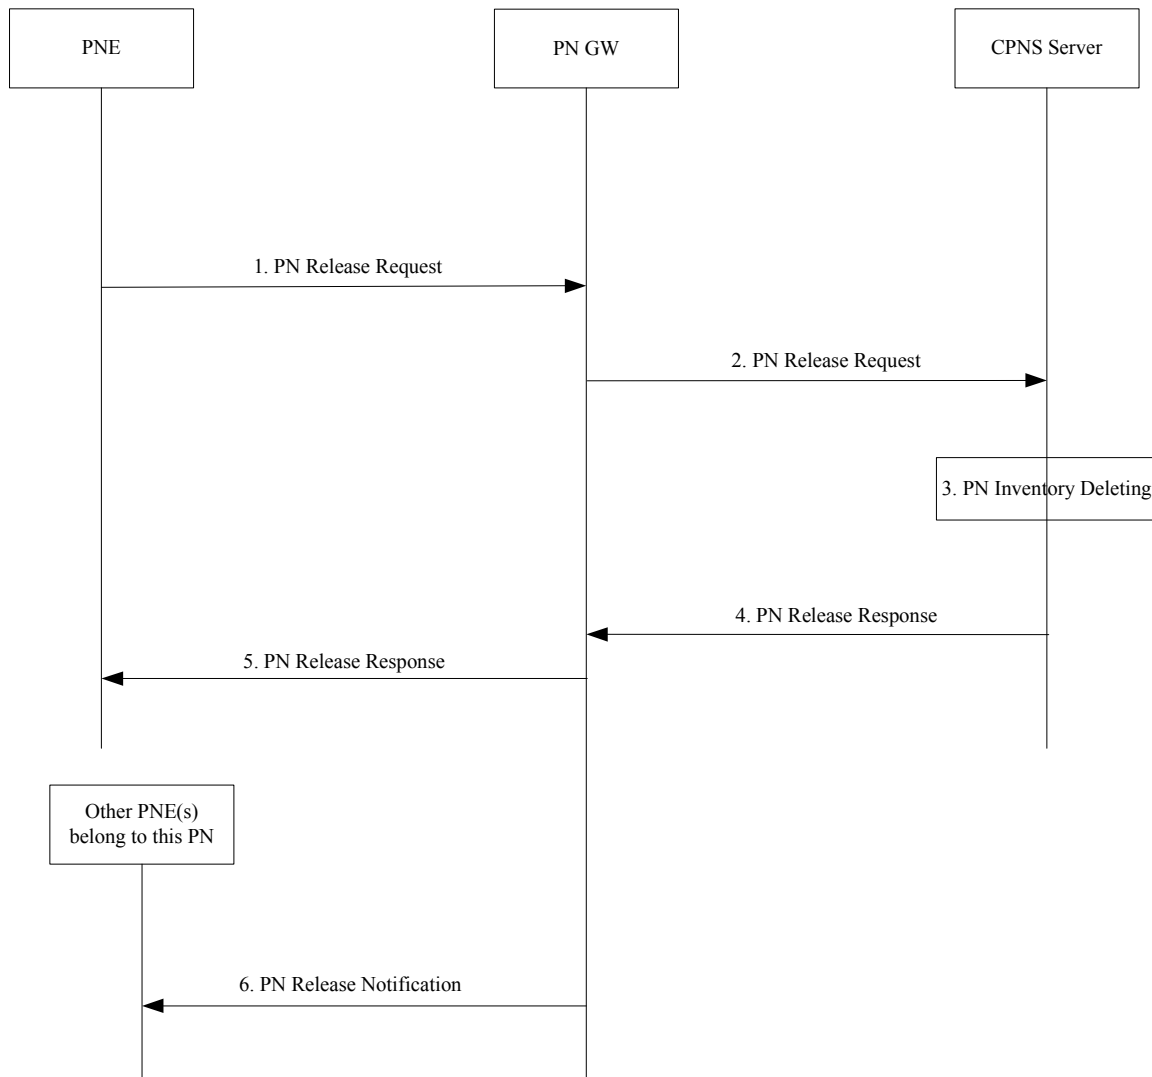 PNE
PN GW
CPNS Server
1. PN Release Request
2. PN Release Request
3. PN Inventory Deleting
4. PN Release Response
5. PN Release Response
Other PNE(s)
belong to this PN
6. PN Release Notification